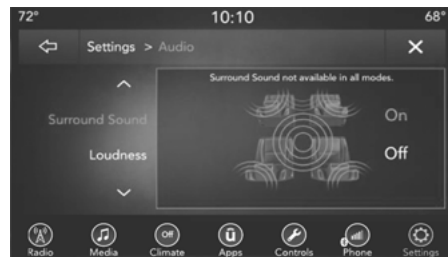 72° 10:10 68°
Settings > Audio
Surround Sound not available in all modes.
Surround Sound
On
Loudness
Off
Off
Radio Media Climate Apps Controls Phone Settings